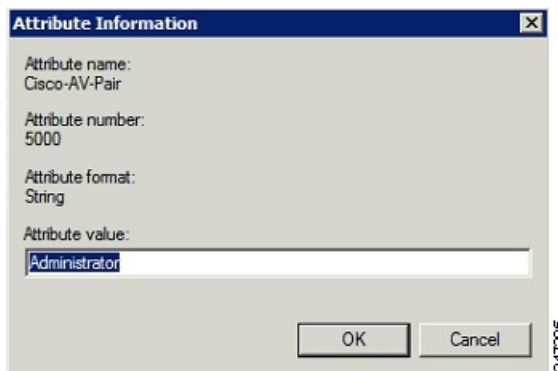 Attribute Information
Attribute name:
Cisco-AV-Pair
Attribute number:
5000
Attribute format:
String
Attribute value:
Administrator
OK
Cancel